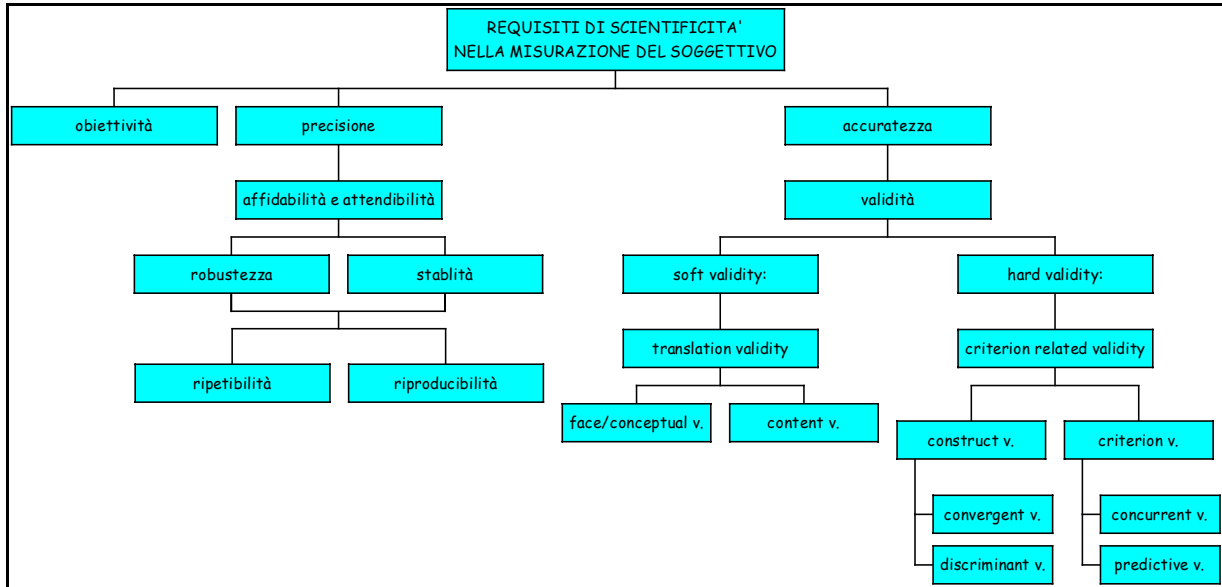 REQUISITI DI SCIENTIFICITA'
NELLA MISURAZIONE DEL SOGGETTIVO
obiettività
precisione
accuratezza
affidabilità e attendibilità
validità
robustezza
stablità
soft validity:
hard validity:
translation validity
criterion related validity
ripetibilità
riproducibilità
face/conceptual v.
content v.
construct v.
criterion v.
convergent v.
concurrent v.
discriminant v.
predictive v.